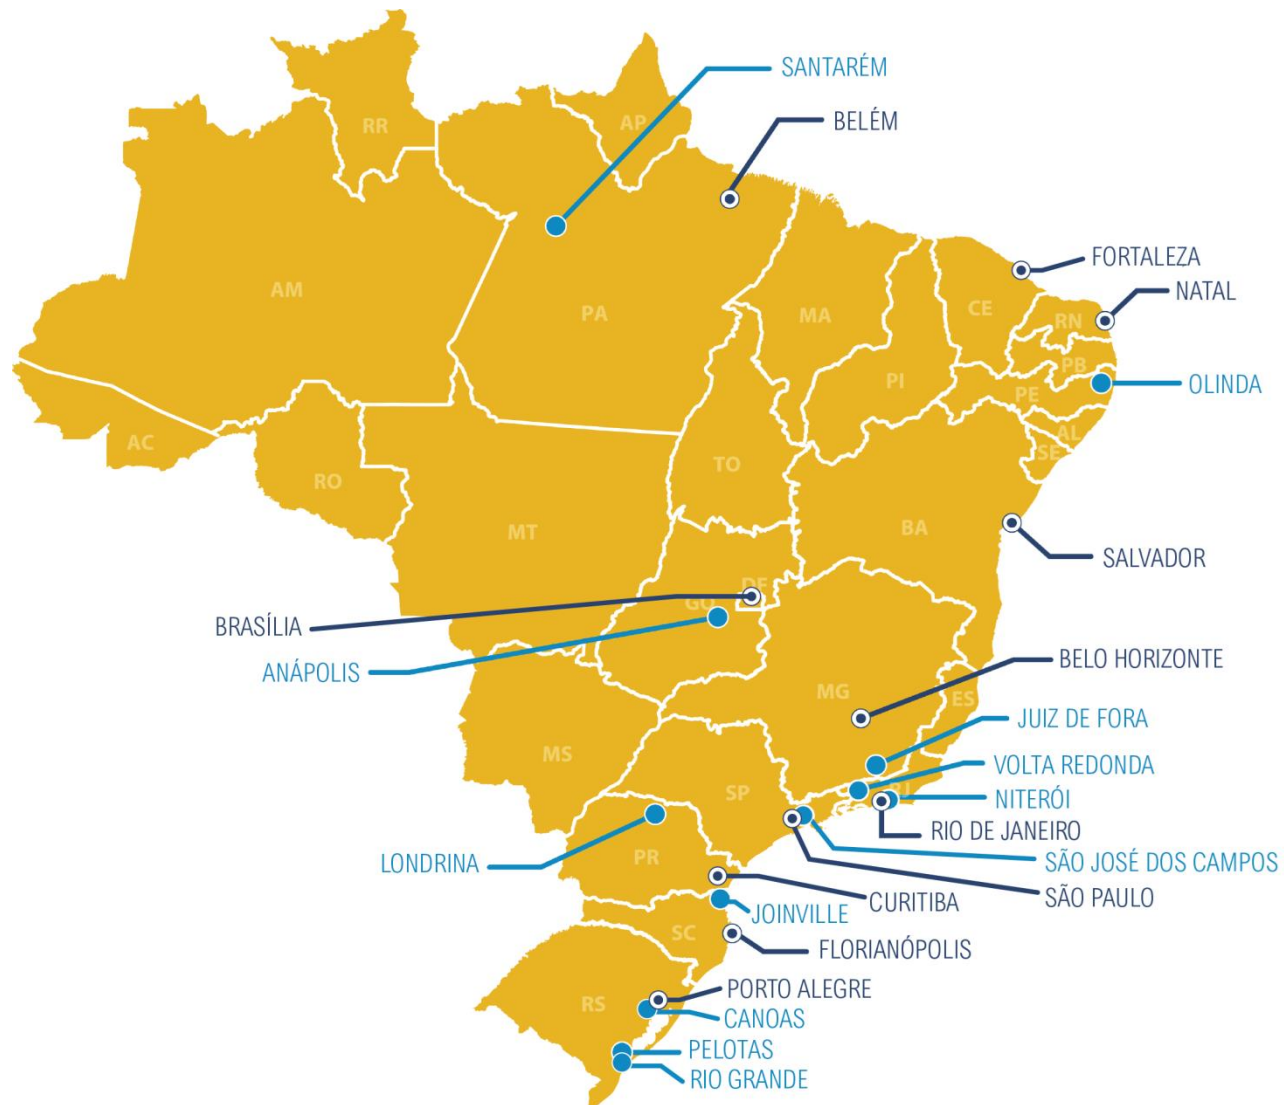 SANTARÉM
BELÉM
RR
AP
FORTALEZA
NATAL
AM
PA
MA
CE
RN
PB
PI
PE
OLINDA
AC
AL
SE
TO
RO
MT
BA
SALVADOR
DF
GO
BRASÍLIA
ANÁPOLIS
BELO HORIZONTE
MG
ES
JUIZ DE FORA
MS
VOLTA REDONDA
SP
RJ
NITERÓI
RIO DE JANEIRO
LONDRINA
PR
SÃO JOSÉ DOS CAMPOS
SÃO PAULO
CURITIBA
JOINVILLE
SC
FLORIANÓPOLIS
PORTO ALEGRE
RS
CANOAS
PELOTAS
RIO GRANDE